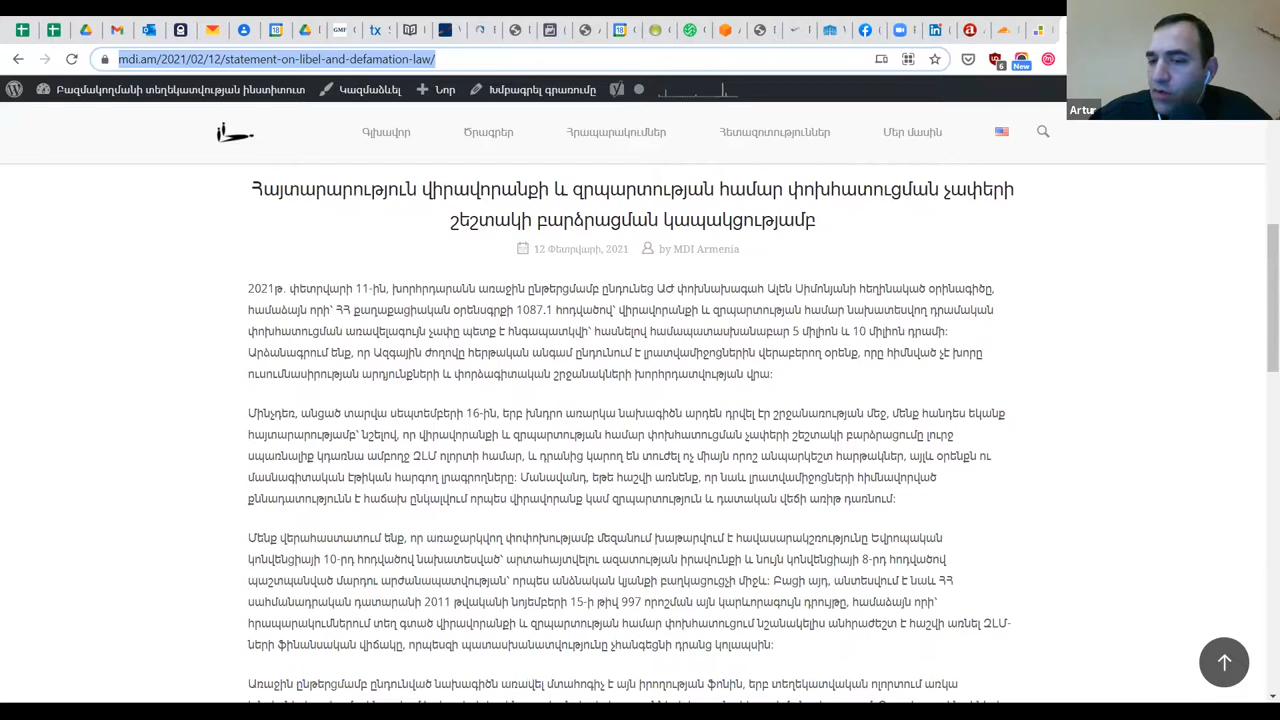 mdi.am/2021/02/12/statement-on-libel-and-defamation-law/
6
New
Artur
Բազմակողմանի տեղեկատվության ինստիտուտ
Կազմաձևել
Նոր
Խմբագրել գրառումը
Գլխավոր
Ծրագրեր
Հրապարակումներ
Հետազոտություններ
Մեր մասին
Հայտարարություն վիրավորանքի և զրպարտության համար փոխհատուցման չափերի
շեշտակի բարձրացման կապակցությամբ
12 Փետրվարի, 2021
by MDI Armenia
2021թ. փետրվարի 11-ին, խորհրդարանն առաջին ընթերցմամբ ընդունեց ԱԺ փոխնախագահ Ալեն Սիմոնյանի հեղինակած օրինագիծը,
համաձայն որի՝ ՀՀ քաղաքացիական օրենսգրքի 1087.1 հոդվածով՝ վիրավորանքի և զրպարտության համար նախատեսվող դրամական
փոխհատուցման առավելագույն չափը պետք է հնգապատկվի՝ հասնելով համապատասխանաբար 5 միլիոն և 10 միլիոն դրամի:
Արձանագրում ենք, որ Ազգային ժողովը հերթական անգամ ընդունում է լրատվամիջոցներին վերաբերող օրենք, որը հիմնված չէ խորը
ուսումնասիրության արդյունքների և փորձագիտական շրջանակների խորհրդատվության վրա:
Մինչդեռ, անցած տարվա սեպտեմբերի 16-ին, երբ խնդրո առարկա նախագիծն արդեն դրվել էր շրջանառության մեջ, մենք հանդես եկանք
հայտարարությամբ՝ նշելով, որ վիրավորանքի և զրպարտության համար փոխհատուցման չափերի շեշտակի բարձրացումը լուրջ
սպառնալիք կդառնա ամբողջ ԶԼՄ ոլորտի համար, և դրանից կարող են տուժել ոչ միայն որոշ անպարկեշտ հարթակներ, այլև օրենքն ու
մասնագիտական էթիկան հարգող լրագրողները: Մանավանդ, եթե հաշվի առնենք, որ նաև լրատվամիջոցների հիմնավորված
քննադատությունն է հաճախ ընկալվում որպես վիրավորանք կամ զրպարտություն և դատական վեճի առիթ դառնում:
Մենք վերահաստատում ենք, որ առաջարկվող փոփոխությամբ մեզանում խաթարվում է հավասարակշռությունը Եվրոպական
կոնվենցիայի 10-րդ հոդվածով նախատեսված՝ արտահայտվելու ազատության իրավունքի և նույն կոնվենցիայի 8-րդ հոդվածով
պաշտպանված մարդու արժանապատվության՝ որպես անձնական կյանքի բաղկացուցչի միջև: Բացի այդ, անտեսվում է նաև ՀՀ
սահմանադրական դատարանի 2011 թվականի նոյեմբերի 15-ի թիվ 997 որոշման այն կարևորագույն դրույթը, համաձայն որի՝
հրապարակումներում տեղ գտած վիրավորանքի և զրպարտության համար փոխհատուցում նշանակելիս անհրաժեշտ է հաշվի առնել ԶԼՄ-
ների ֆինանսական վիճակը, որպեսզի պատասխանատվությունը չհանգեցնի դրանց կոլապսին:
Առաջին ընթերցմամբ ընդունված նախագիծն առավել մտահոգիչ է այն իրողության ֆոնին, երբ տեղեկատվական ոլորտում առկա